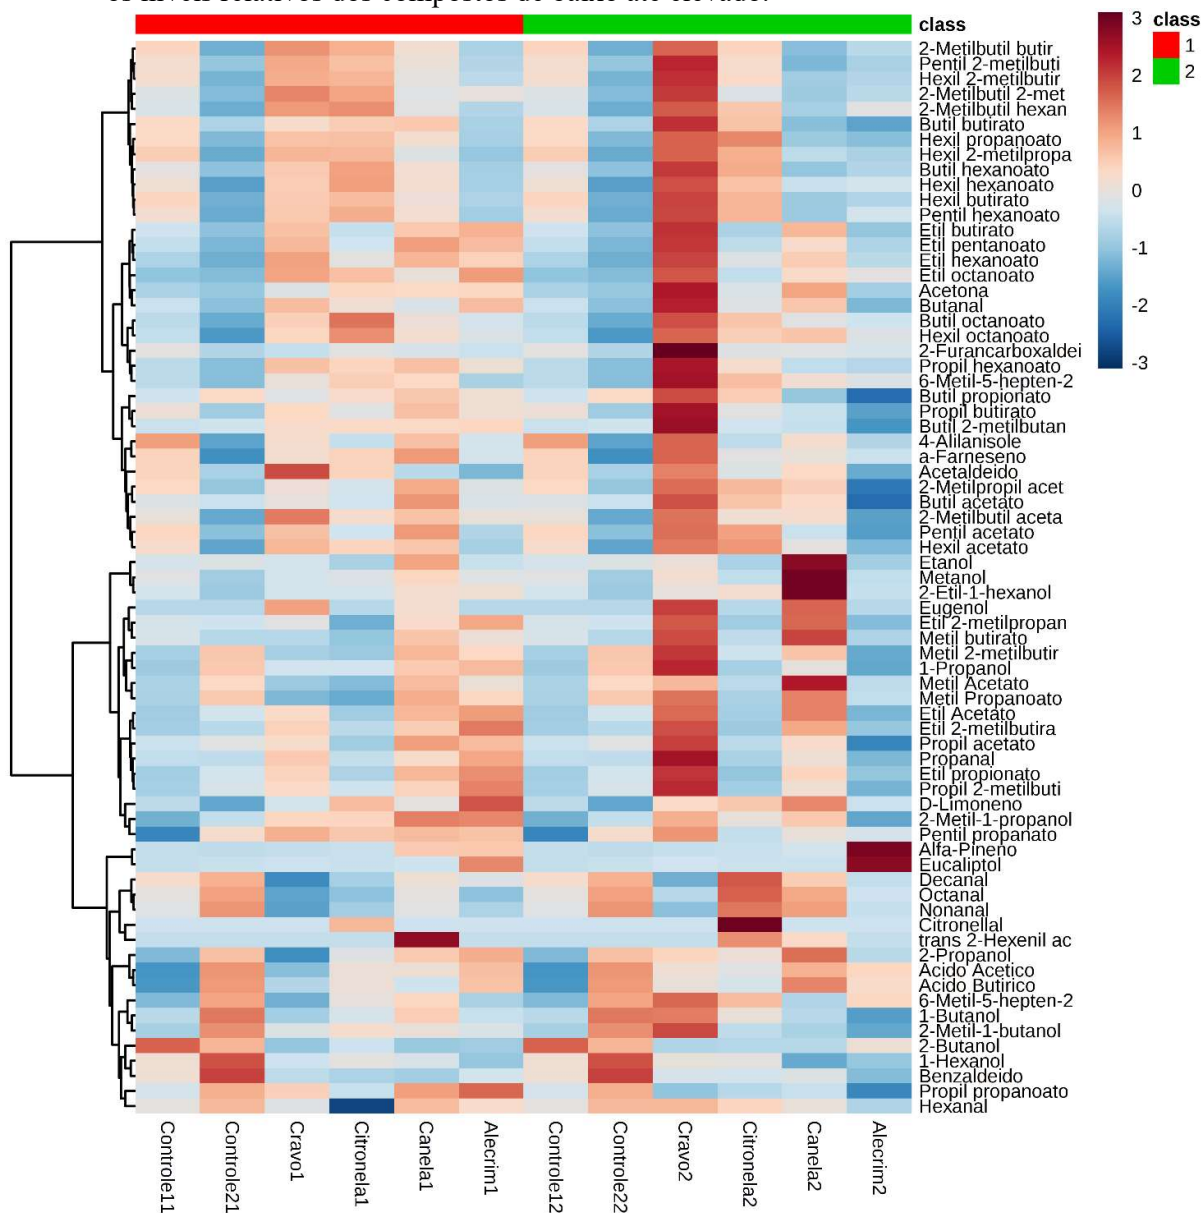 os níveis relativos dos compostos de baixo até elevado.
class
3
class
1
2
2
1
0
-1
-2
-3
2-Metilbutil butir
Pentil 2-metilbuti
Hexil 2-metilbutir
2-Metilbutil 2-met
2-Metilbutil hexan
Butil butirato
Hexil propanoato
Hexil 2-metilpropa
Butil hexanoato
Hexil hexanoato
Hexil butirato
Pentil hexanoato
Etil butirato
Etil pentanoato
Etil hexanoato
Etil octanoato
Acetona
Butanal
Butil octanoato
Hexil octanoato
2-Furancarboxaldei
Propil hexanoato
6-Metil-5-hepten-2
Butil propionato
Propil butirato
Butil 2-metilbutan
4-Alilanisole
a-Farneseno
Acetaldeido
2-Metilpropil acet
Butil acetato
2-Metilbutil aceta
Pentil acetato
Hexil acetato
Etanol
Metanol
2-Etil-1-hexanol
Eugenol
Etil 2-metilpropan
Metil butirato
Metil 2-metilbutir
1-Propanol
Metil Acetato
Metil Propanoato
Etil Acetato
Etil 2-metilbutira
Propil acetato
Propanal
Etil propionato
Propil 2-metilbuti
D-Limoneno
2-Metil-1-propanol
Pentil propanato
Alfa-Pineno
Eucaliptol
Decanal
Octanal
Nonanal
Citronellal
trans 2-Hexenil ac
2-Propanol
Acido Acetico
Acido Butirico
6-Metil-5-hepten-2
1-Butanol
2-Metil-1-butanol
2-Butanol
1-Hexanol
Benzaldeido
Propil propanoato
Hexanal
Controle11
Controle21
Cravo1
Citronela1
Canela1
Alecrim1
Controle12
Controle22
Cravo2
Citronela2
Canela2
Alecrim2